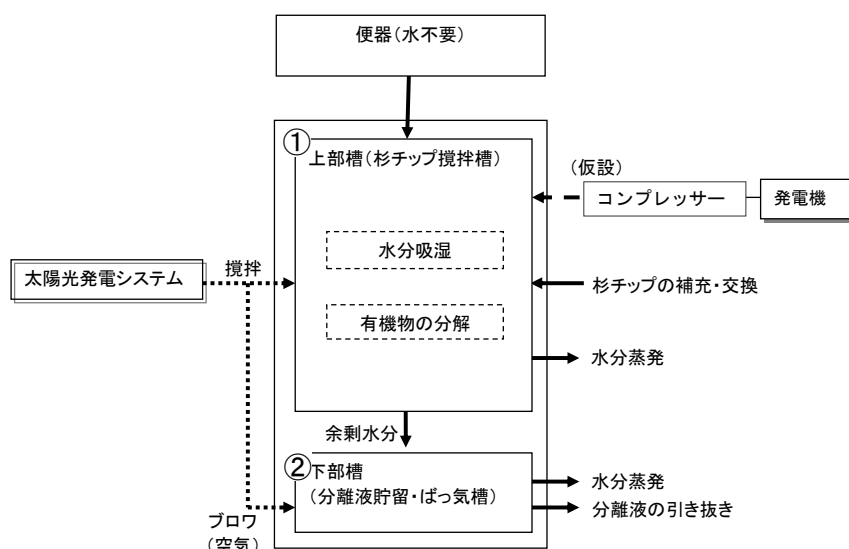 便器(水不要)
①
上部槽(杉チップ撹拌槽)
(仮設)
コンプレッサー
発電機
水分吸湿
太陽光発電システム
撹拌
杉チップの補充・交換
有機物の分解
水分蒸発
余剰水分
②
下部槽
(分離液貯留・ばっ気槽)
水分蒸発
分離液の引き抜き
ブロワ
(空気)